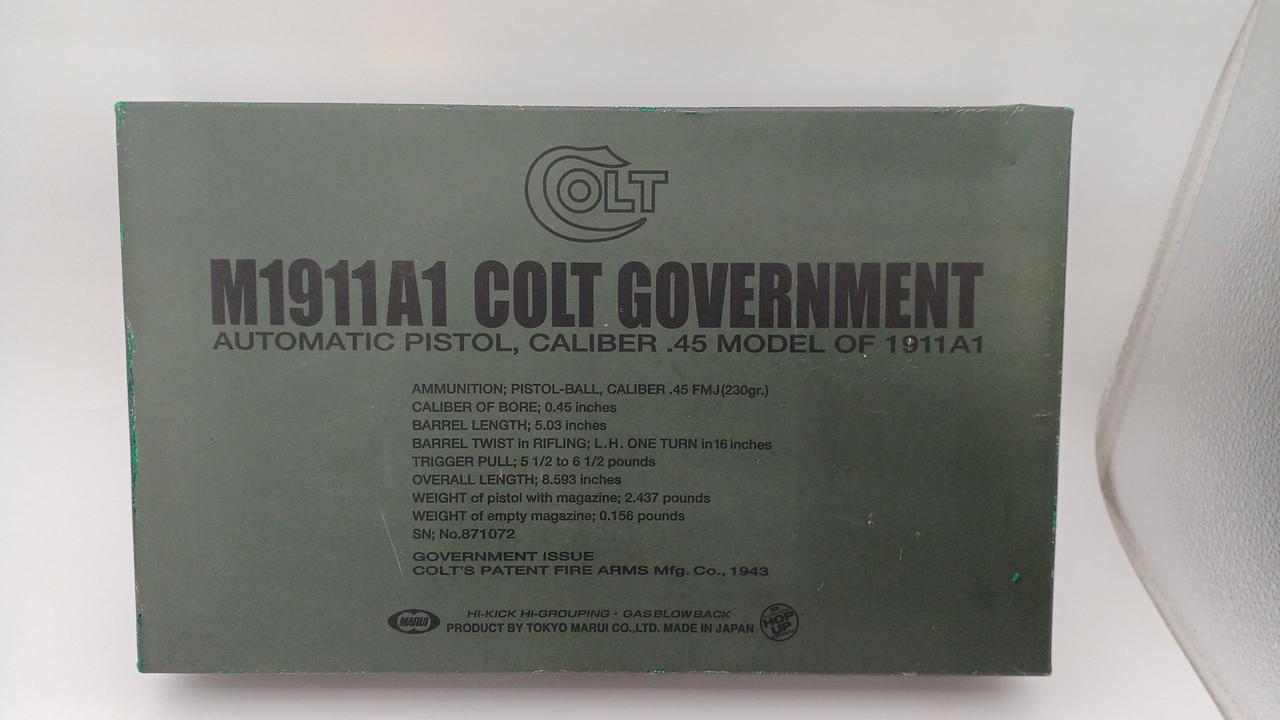 COLT
M1911A1 COLT GOVERNMENT
AUTOMATIC PISTOL, CALIBER .45 MODEL OF 1911A1
AMMUNITION; PISTOL-BALL, CALIBER .45 FMJ(230gr.)
CALIBER OF BORE; 0.45 inches
BARREL LENGTH; 5.03 inches
BARREL TWIST in RIFLING; L.H. ONE TURN in16 inches
TRIGGER PULL; 5 1/2 to 6 1/2 pounds
OVERALL LENGTH; 8.593 inches
WEIGHT of pistol with magazine; 2.437 pounds
WEIGHT of empty magazine; 0.156 pounds
SN; No.871072
GOVERNMENT ISSUE
COLT'S PATENT FIRE ARMS Mfg. Co., 1943
HI-KICK HI-GROUPING · GAS BLOW BACK
MARUI PRODUCT BY TOKYO MARUI CO.,LTD. MADE IN JAPAN
HOP
UP